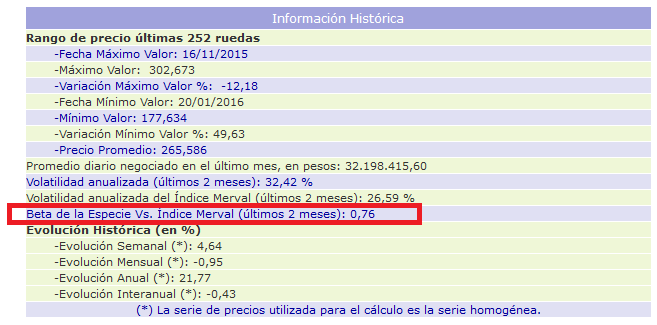 Información Histórica
Rango de precio últimas 252 ruedas
-Fecha Máximo Valor: 16/11/2015
-Máximo Valor: 302,673
-Variación Máximo Valor %: -12,18
-Fecha Mínimo Valor: 20/01/2016
-Mínimo Valor: 177,634
-Variación Mínimo Valor %: 49,63
-Precio Promedio: 265,586
Promedio diario negociado en el último mes, en pesos: 32.198.415,60
Volatilidad anualizada (últimos 2 meses): 32,42 %
Volatilidad anualizada del Índice Merval (últimos 2 meses): 26,59 %
Beta de la Especie Vs. Índice Merval (últimos 2 meses): 0,76
Evolución Histórica (en %)
-Evolución Semanal (*): 4,64
-Evolución Mensual (*): -0,95
-Evolución Anual (*): 21,77
-Evolución Interanual (*): -0,43
(*) La serie de precios utilizada para el cálculo es la serie homogénea.